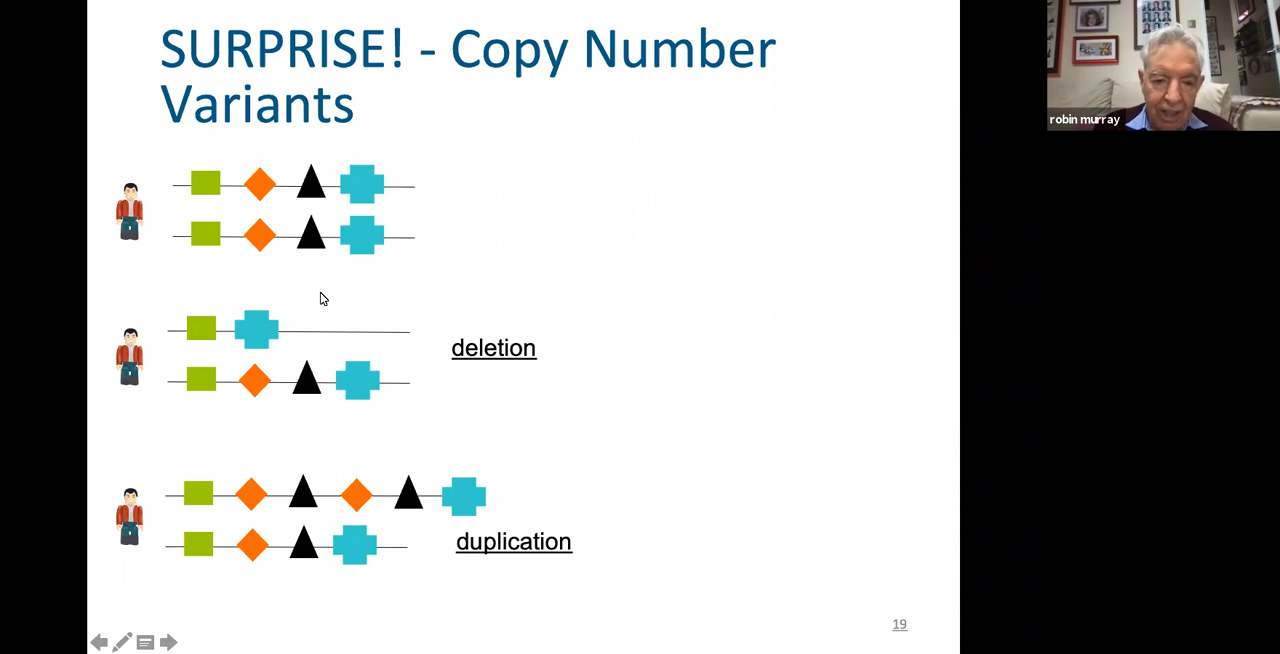 SURPRISE! - Copy Number
Variants
robin murray
deletion
duplication
19